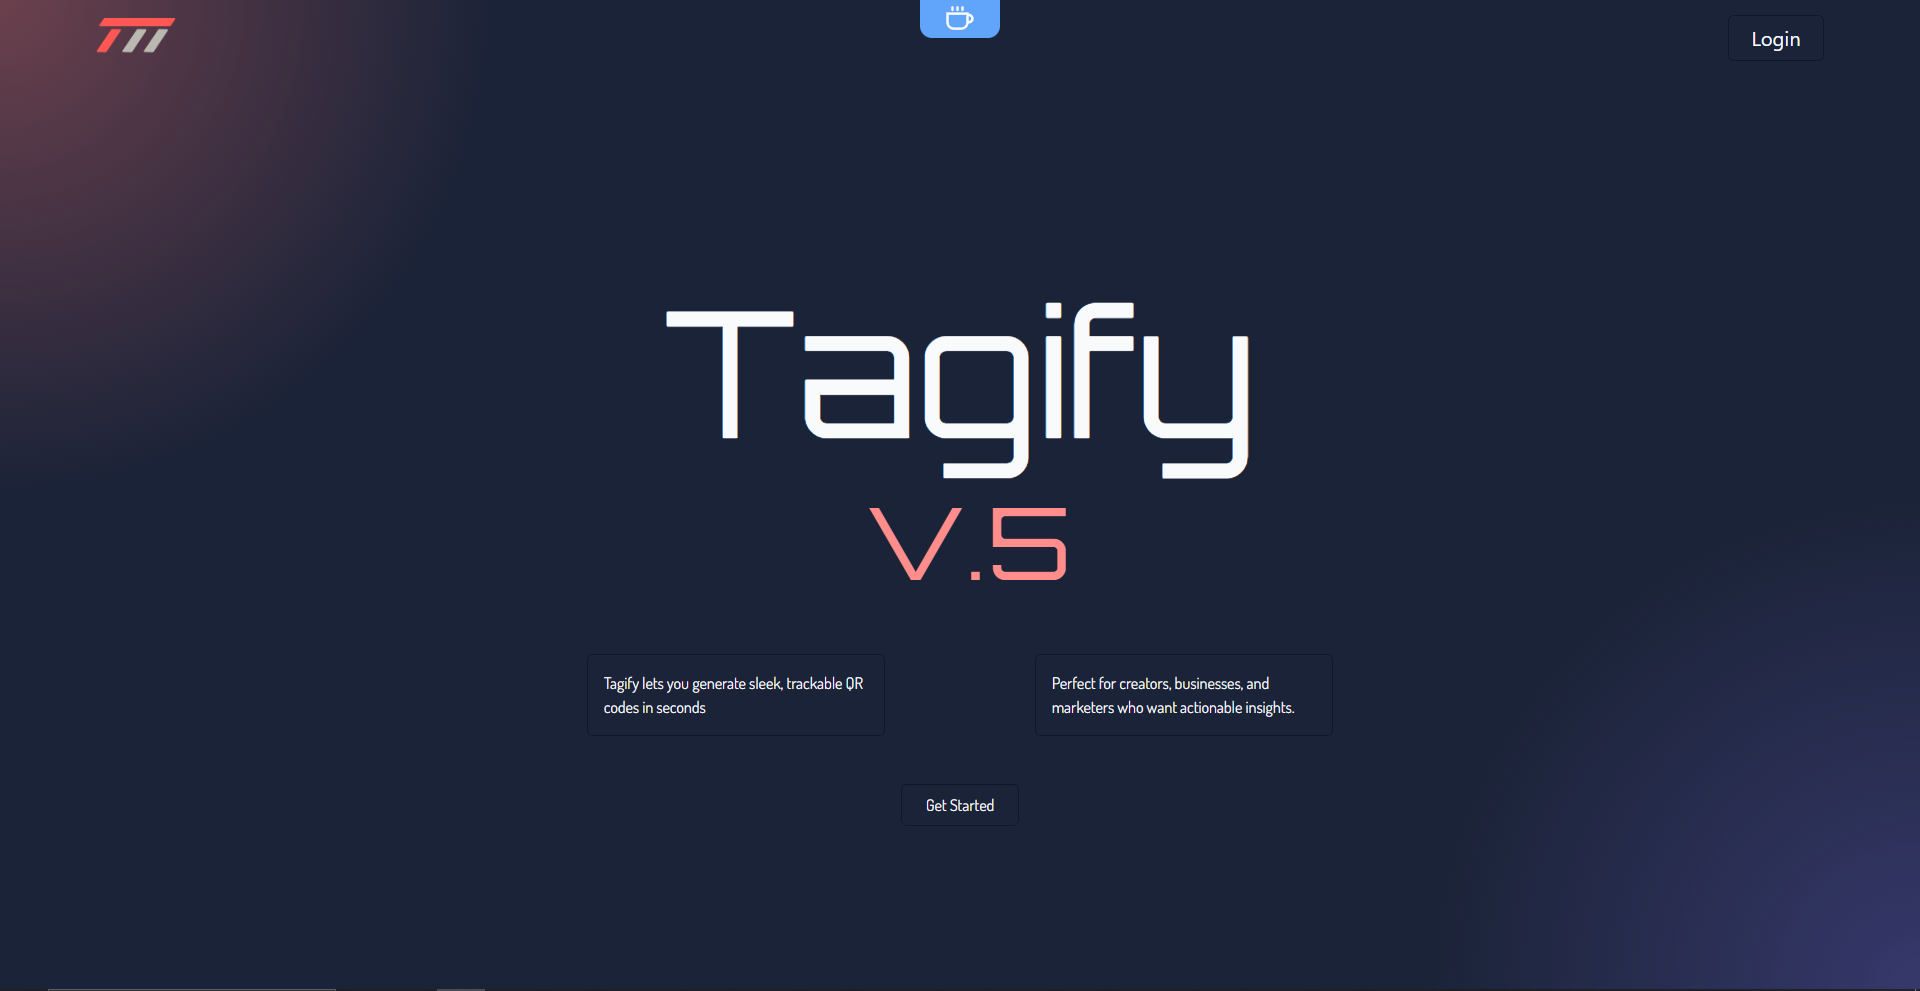 Login
Tagify
V.5
Tagify lets you generate sleek, trackable QR
codes in seconds
Perfect for creators, businesses, and
marketers who want actionable insights.
Get Started